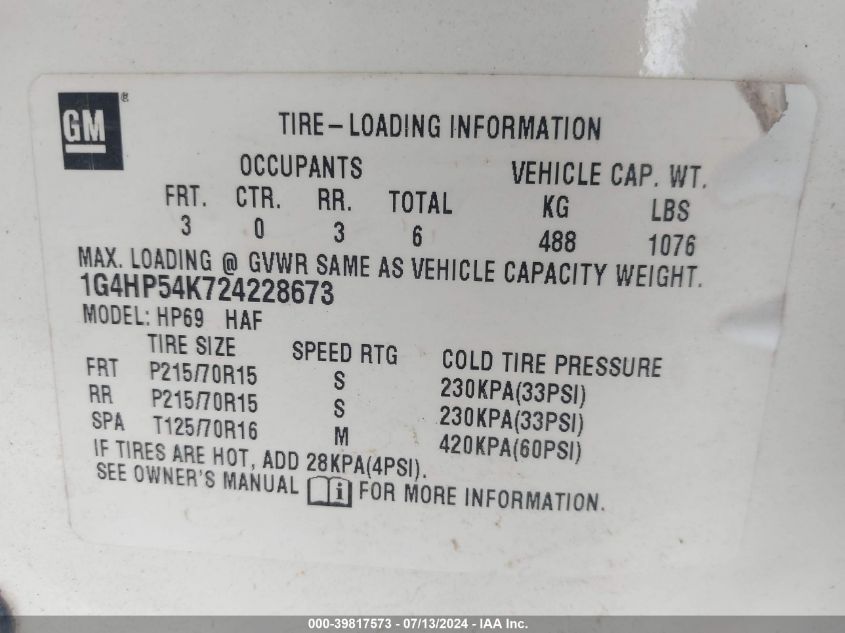 GM®
TIRE–LOADING INFORMATION
OCCUPANTS VEHICLE CAP. WT.
FRT. CTR. RR. TOTAL KG LBS
3 0 3 6 488 1076
MAX. LOADING @ GVWR SAME AS VEHICLE CAPACITY WEIGHT.
1G4HP54K724228673
MODEL: HP69 HAF
TIRE SIZE SPEED RTG COLD TIRE PRESSURE
FRT P215/70R15 S 230KPA(33PSI)
RR P215/70R15 S 230KPA(33PSI)
SPA T125/70R16 M 420KPA(60PSI)
IF TIRES ARE HOT, ADD 28KPA(4PSI).
SEE OWNER'S MANUAL i FOR MORE INFORMATION.
000-39817573 - 07/13/2024 - IAA Inc.